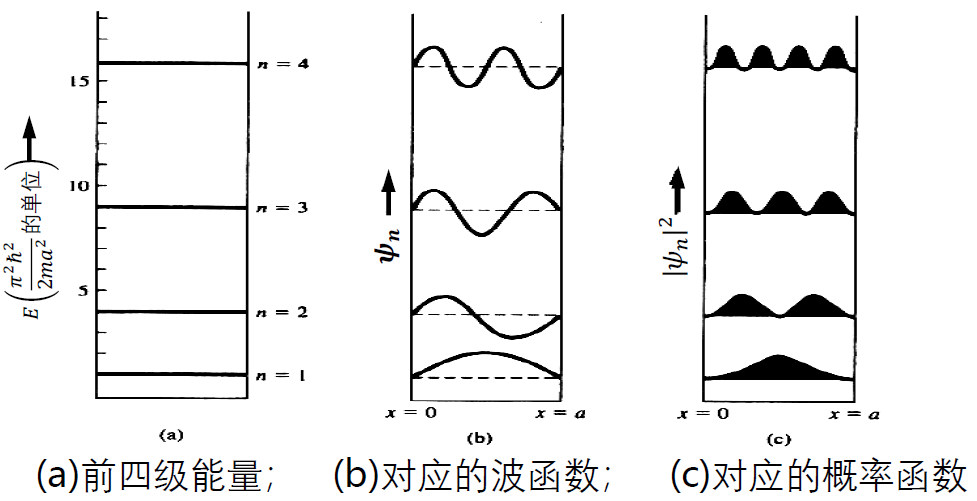 15
10
5
E (π²ħ²/2ma² 的单位)
n = 4
n = 3
n = 2
n = 1
(a)
ψn
x = 0
x = a
(b)
|ψn|²
x = 0
x = a
(c)
(a)前四级能量;
(b)对应的波函数;
(c)对应的概率函数